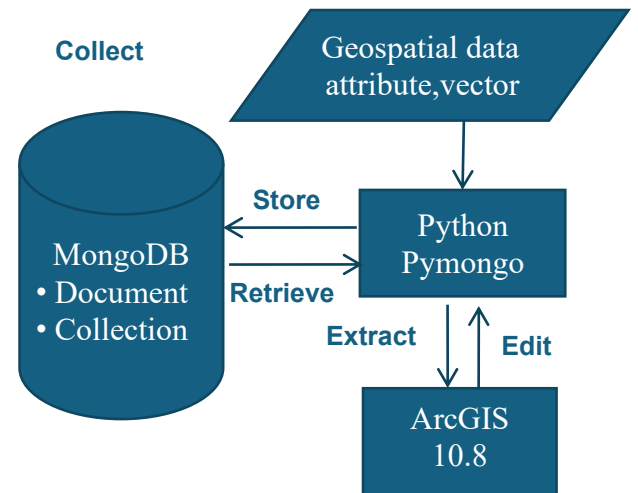 Collect
Geospatial data
attribute,vector
Store
Python
Pymongo
MongoDB
• Document
• Collection
Retrieve
Extract
Edit
ArcGIS
10.8